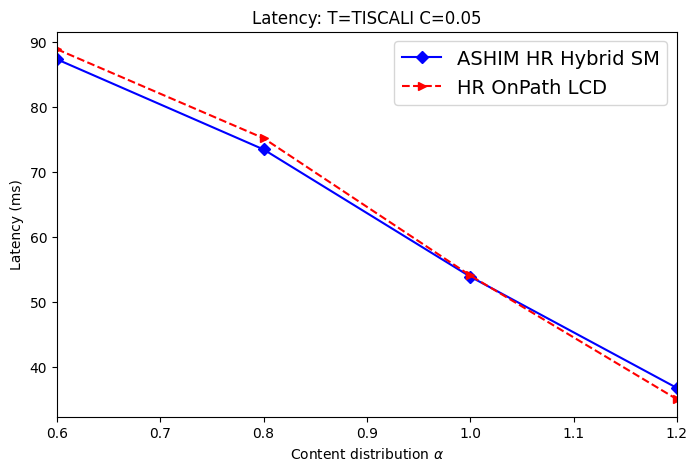 Latency: T=TISCALI C=0.05
ASHIM HR Hybrid SM
HR OnPath LCD
Latency (ms)
90
80
70
60
50
40
0.6 0.7 0.8 0.9 1.0 1.1 1.2
Content distribution α